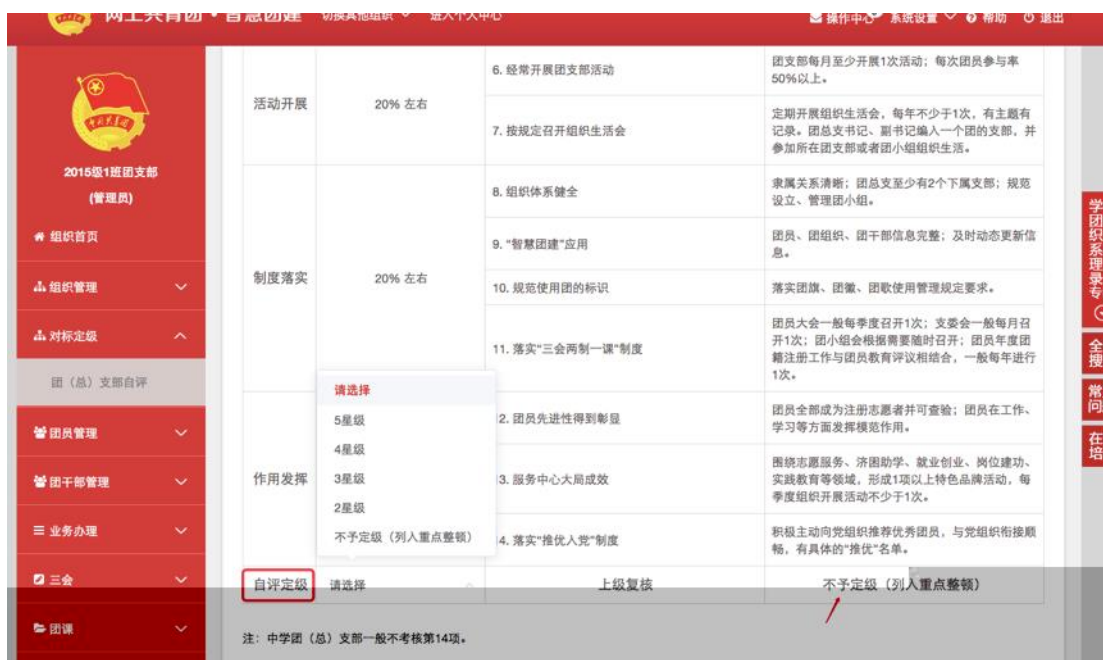 网上共青团·智慧团建 切换其他组织 进入个人中心 操作中心 系统设置 帮助 退出
2015级1班团支部
(管理员)
组织首页
组织管理
对标定级
团（总）支部自评
团员管理
团干部管理
业务办理
三会
团课
活动开展 20% 左右
6. 经常开展团支部活动
团支部每月至少开展1次活动；每次团员参与率
50%以上。
7. 按规定召开组织生活会
定期开展组织生活会，每年不少于1次，有主题有
记录。团总支书记、副书记编入一个团的支部，并
参加所在团支部或者团小组组织生活。
制度落实 20% 左右
8. 组织体系健全
隶属关系清晰；团总支至少有2个下属支部；规范
设立、管理团小组。
9. “智慧团建”应用
团员、团组织、团干部信息完整；及时动态更新信
息。
10. 规范使用团的标识
落实团旗、团徽、团歌使用管理规定要求。
11. 落实“三会两制一课”制度
团员大会一般每季度召开1次；支委会一般每月召
开1次；团小组会根据需要随时召开；团员年度团
籍注册工作与团员教育评议相结合，一般每年进行
1次。
作用发挥
请选择
5星级
4星级
3星级
2星级
不予定级（列入重点整顿）
2. 团员先进性得到彰显
团员全部成为注册志愿者并可查验；团员在工作、
学习等方面发挥模范作用。
3. 服务中心大局成效
围绕志愿服务、济困助学、就业创业、岗位建功、
实践教育等领域，形成1项以上特色品牌活动，每
季度组织开展活动不少于1次。
4. 落实“推优入党”制度
积极主动向党组织推荐优秀团员，与党组织衔接顺
畅，有具体的“推优”名单。
自评定级 请选择 上级复核 不予定级（列入重点整顿）
注：中学团（总）支部一般不考核第14项。
学
团
织
系
理
录
专
全
搜
常
问
在
培